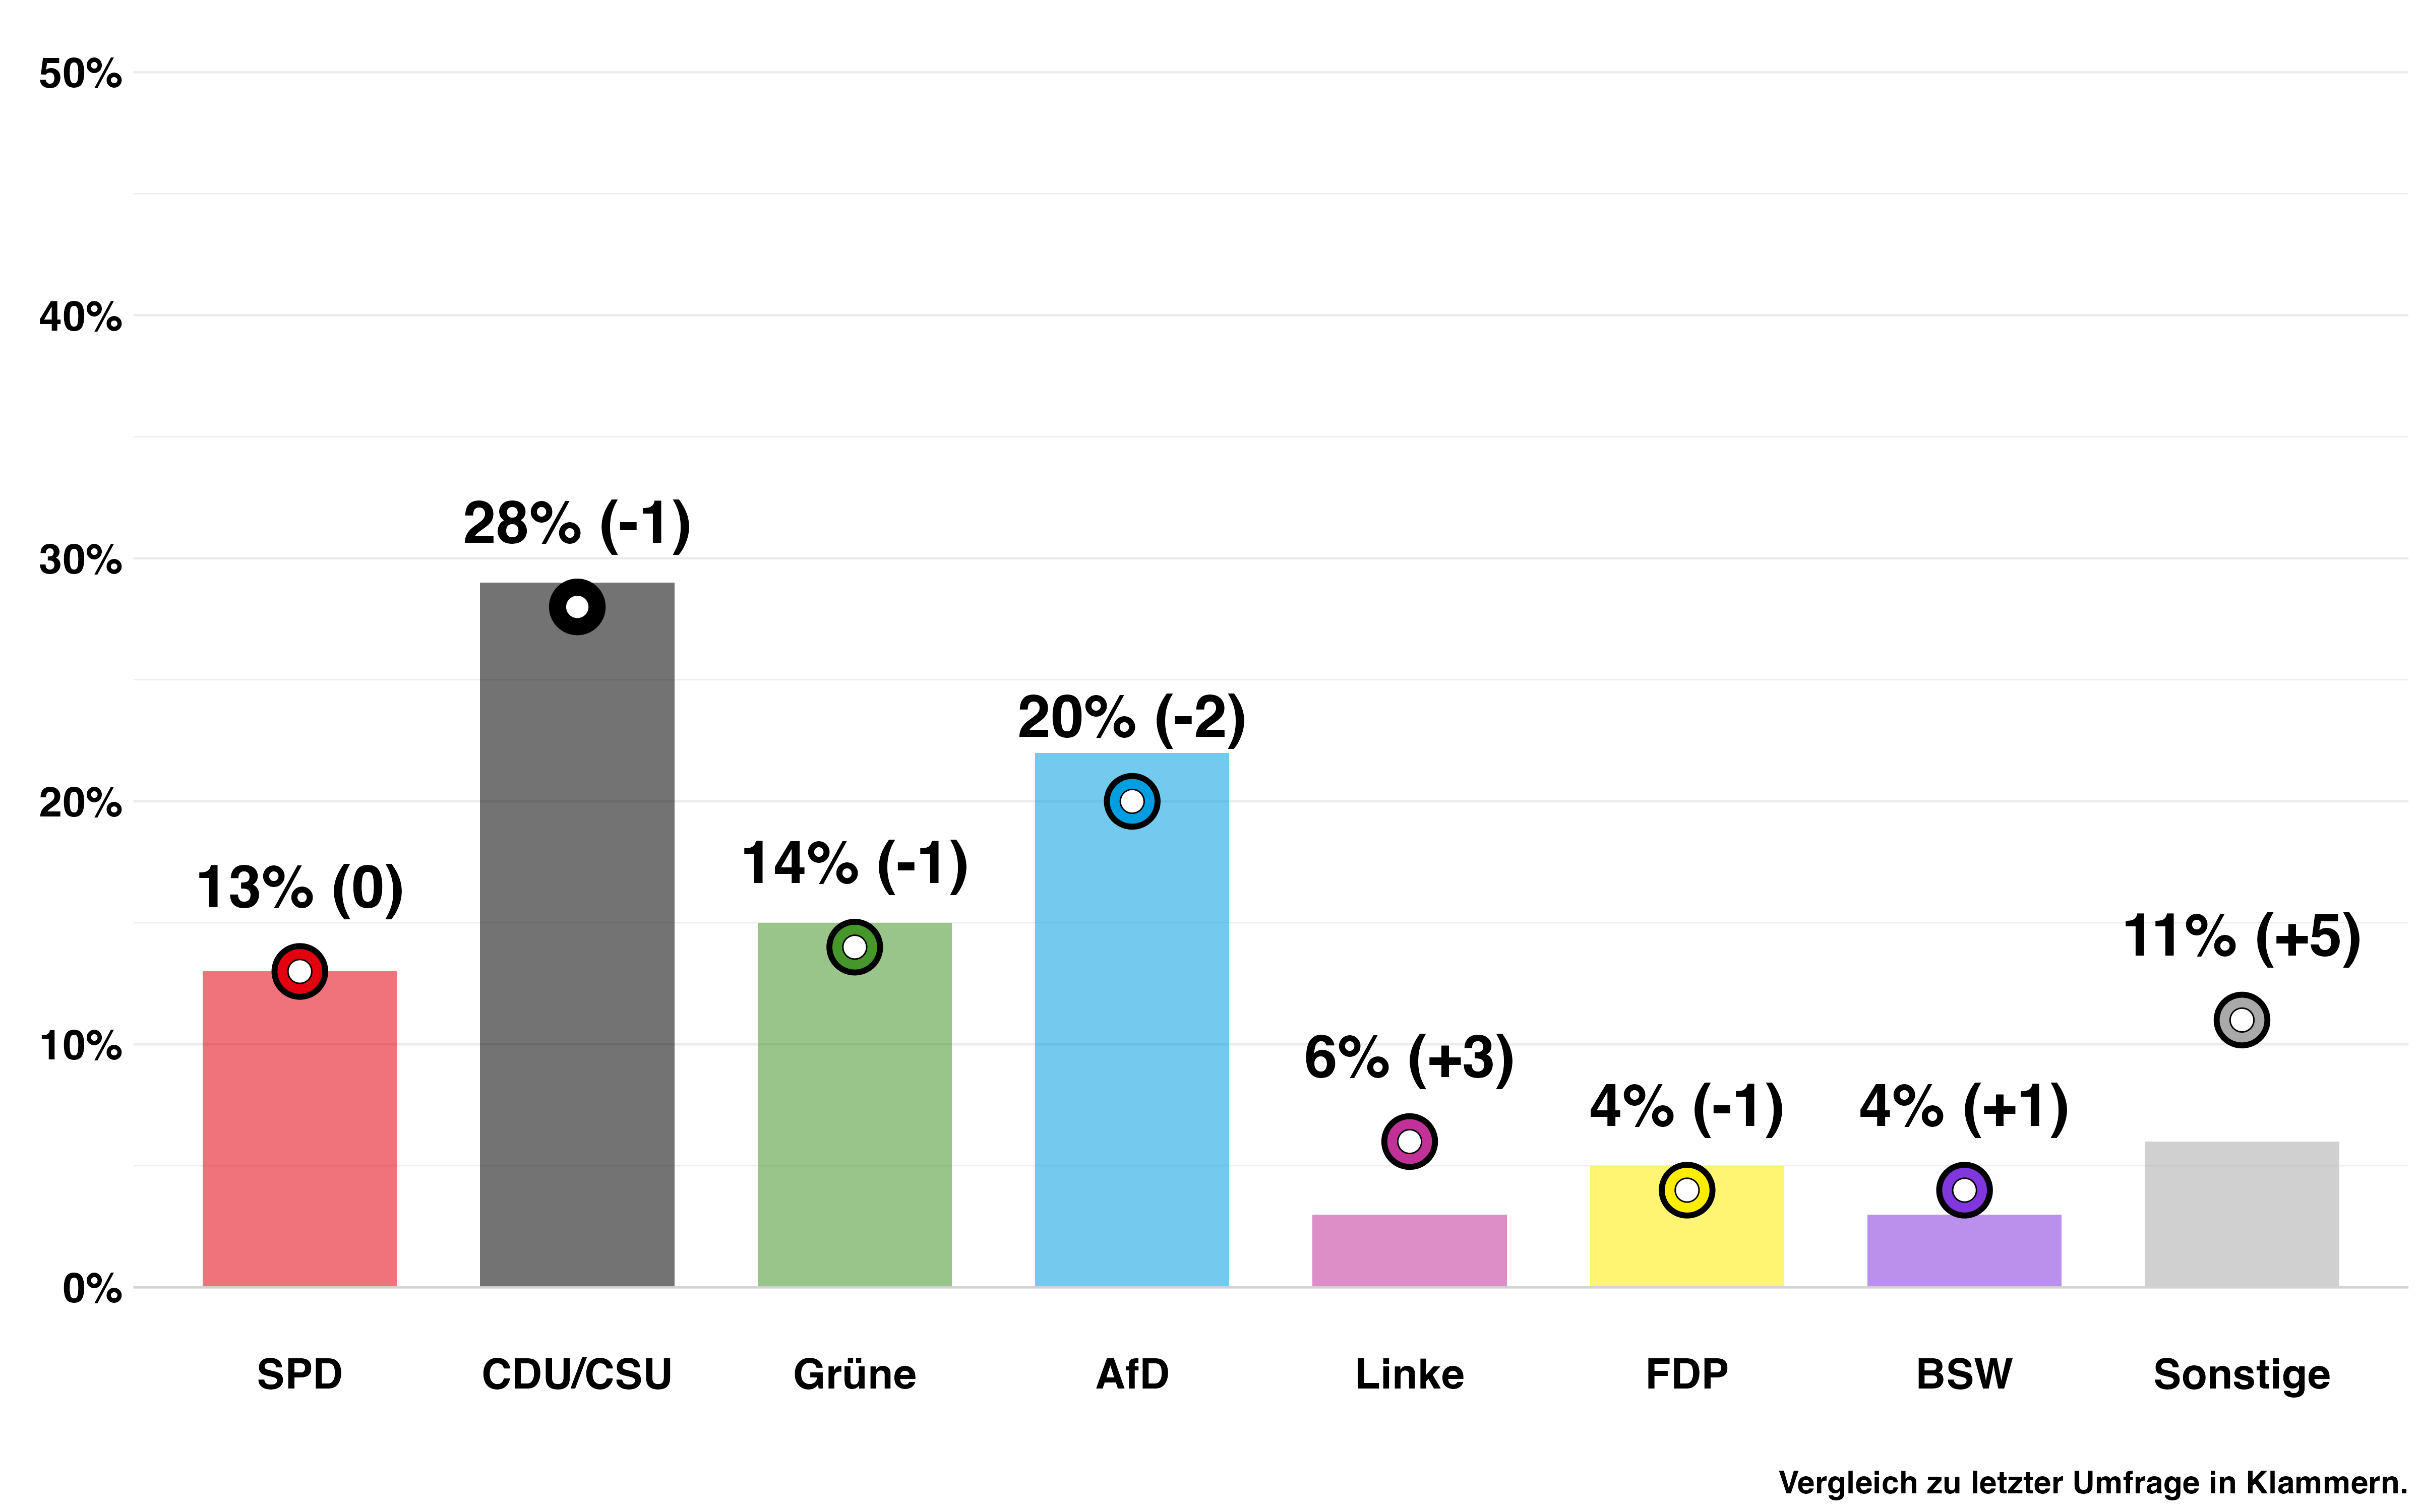 50%
40%
30%
20%
10%
0%
13% (0)
28% (-1)
14% (-1)
20% (-2)
6% (+3)
4% (-1)
4% (+1)
11% (+5)
SPD
CDU/CSU
Grüne
AfD
Linke
FDP
BSW
Sonstige
Vergleich zu letzter Umfrage in Klammern.